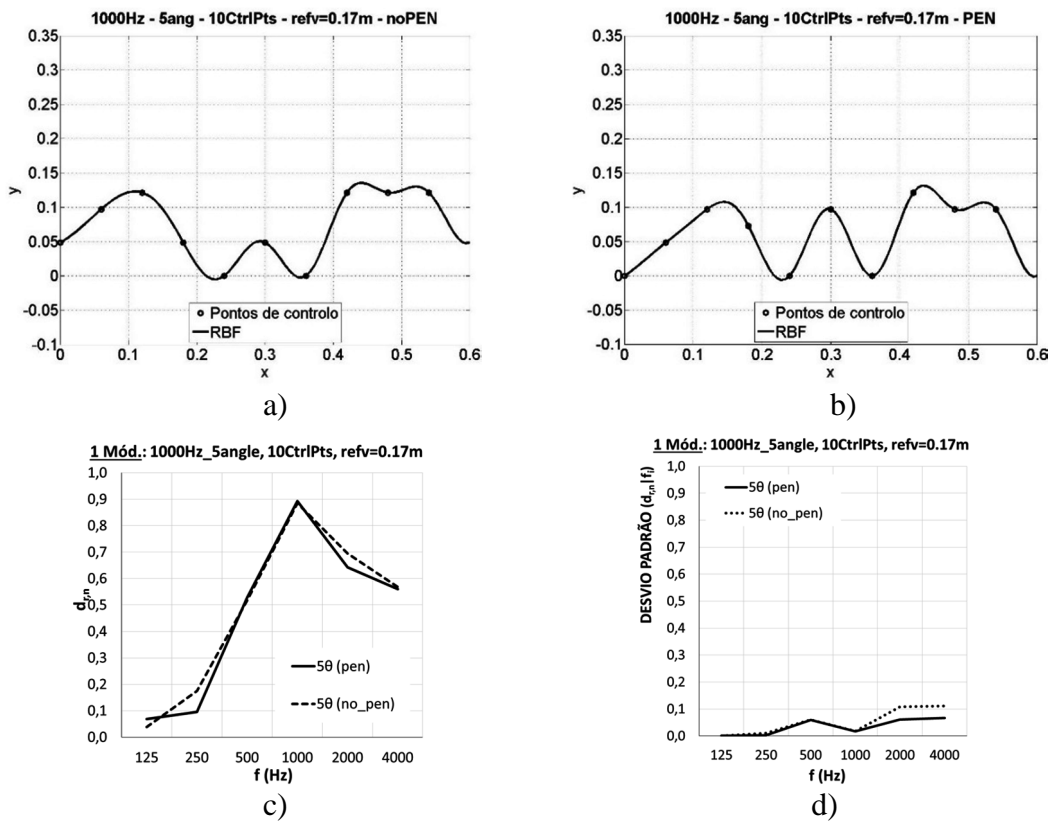 1000Hz - 5ang - 10CtrlPts - refv=0.17m - noPEN
0.35
0.3
0.25
0.2
0.15
0.1
0.05
0
-0.05
-0.1
y
0
0.1
0.2
0.3
0.4
0.5
0.6
x
Pontos de controlo
RBF
a)
1000Hz - 5ang - 10CtrlPts - refv=0.17m - PEN
0.35
0.3
0.25
0.2
0.15
0.1
0.05
0
-0.05
-0.1
y
0
0.1
0.2
0.3
0.4
0.5
0.6
x
Pontos de controlo
RBF
b)
1 Mód.: 1000Hz_5angle, 10CtrlPts, refv=0.17m
1,0
0,9
0,8
0,7
0,6
0,5
0,4
0,3
0,2
0,1
0,0
d r,n
5θ (pen)
5θ (no_pen)
125 250 500 1000 2000 4000
f (Hz)
c)
1 Mód.: 1000Hz_5angle, 10CtrlPts, refv=0.17m
1,0
0,9
0,8
0,7
0,6
0,5
0,4
0,3
0,2
0,1
0,0
DESVIO PADRÃO (d r,n|f i)
5θ (pen)
5θ (no_pen)
125 250 500 1000 2000 4000
f (Hz)
d)